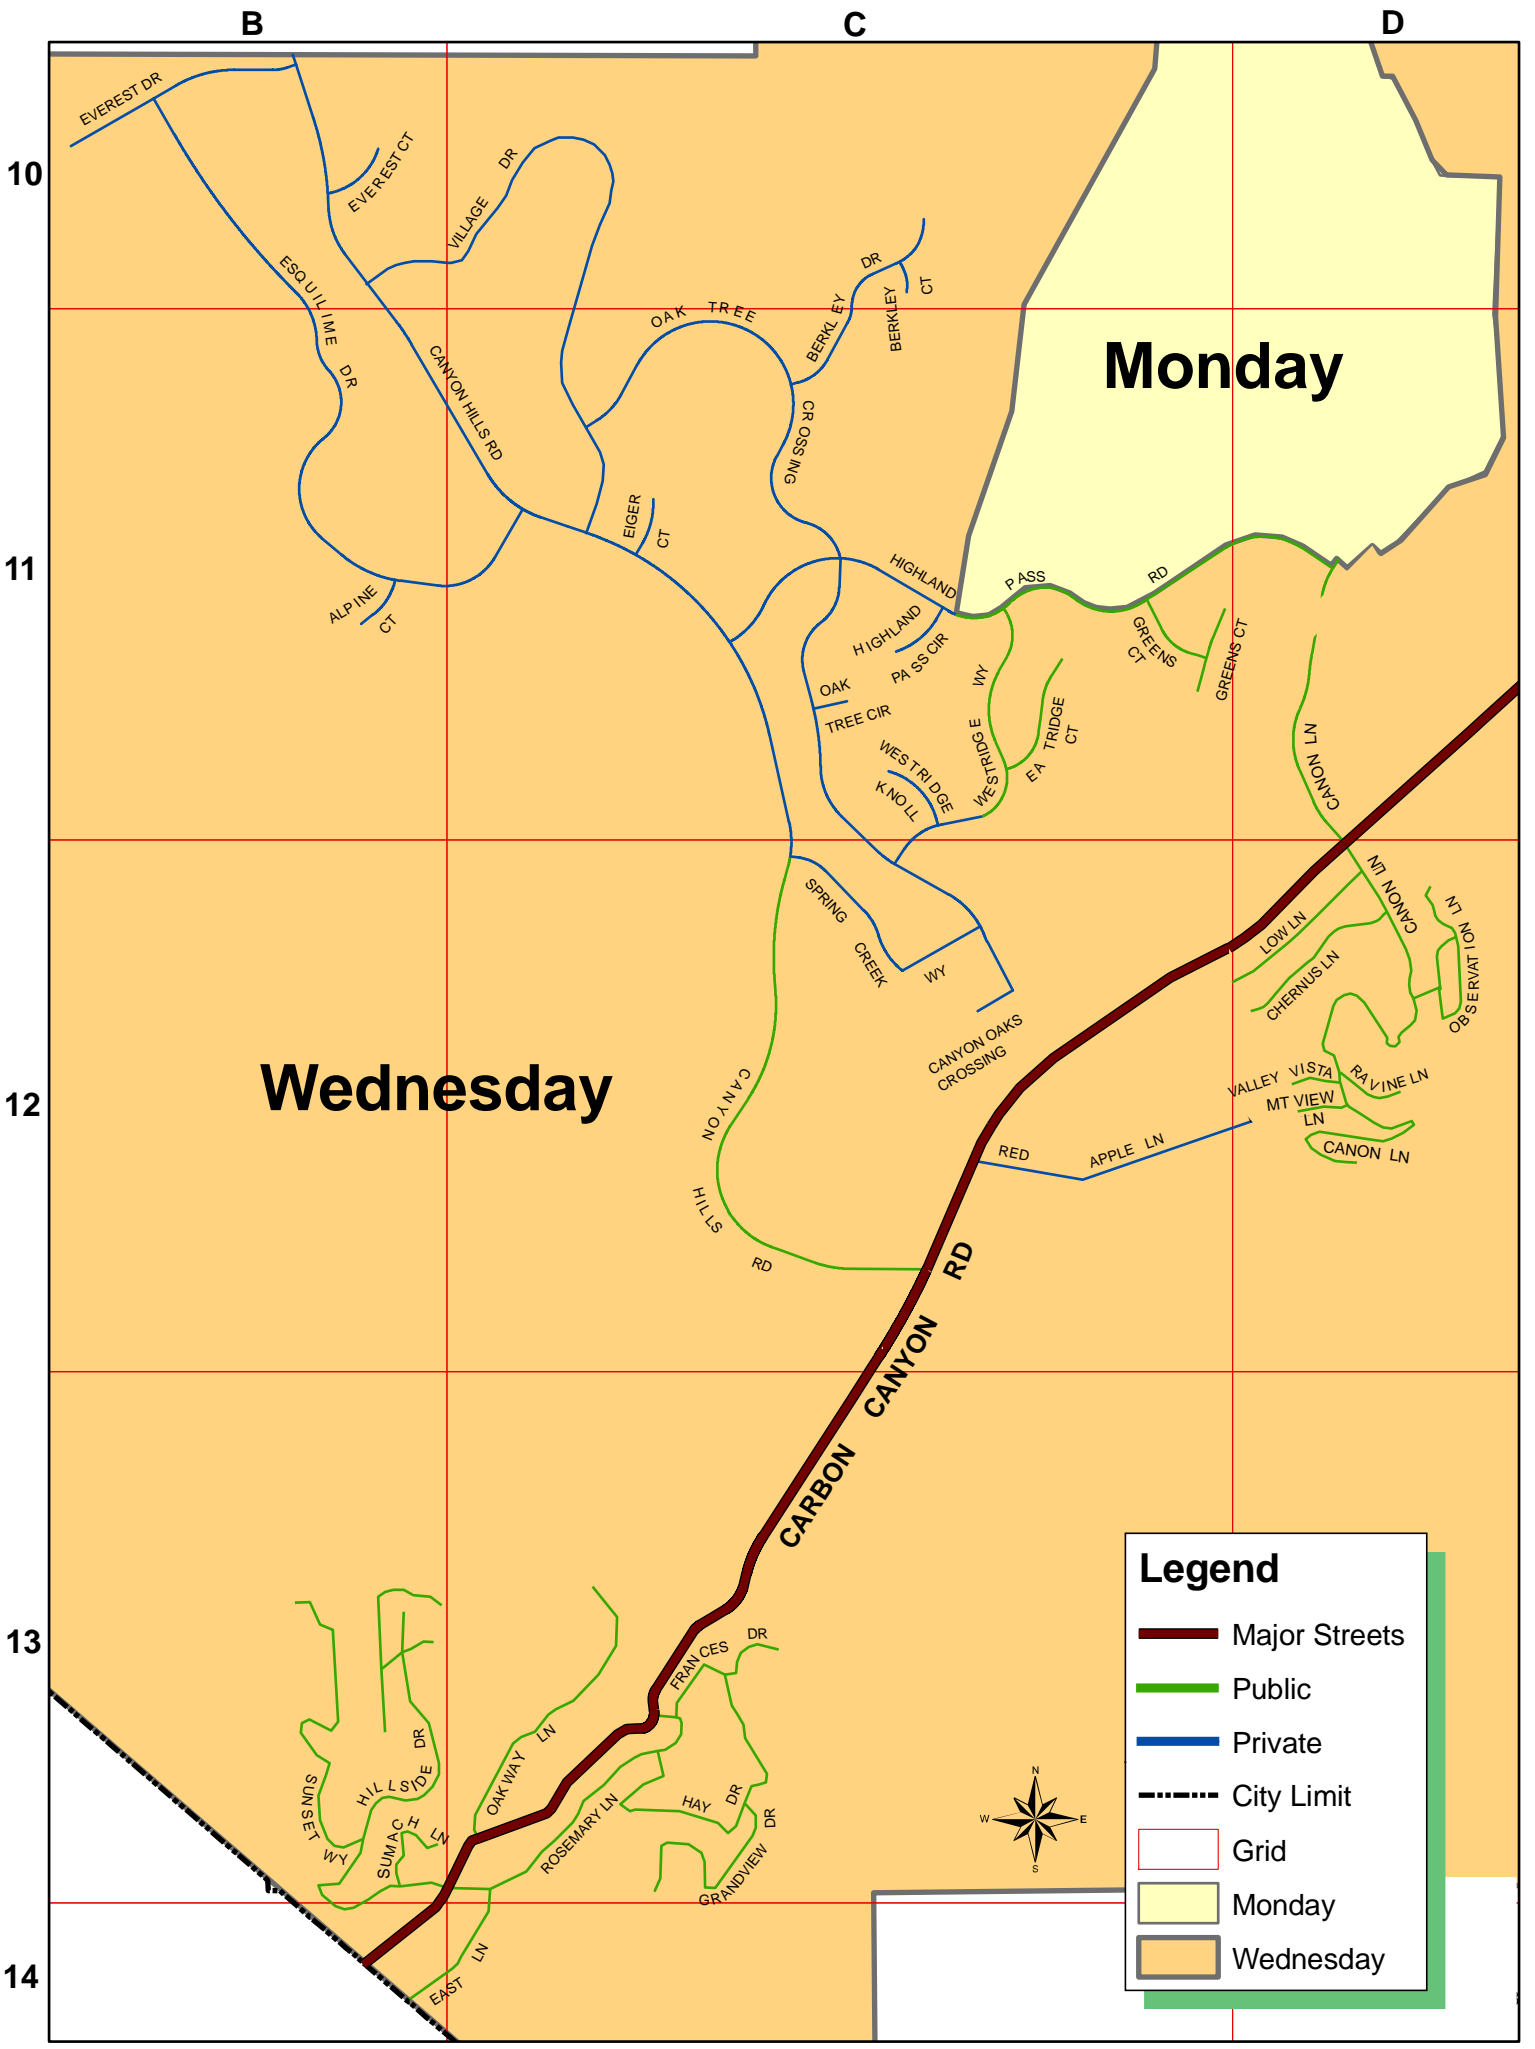 B
C
D
10
11
12
13
14
EVEREST DR
EVEREST CT
VILLAGE DR
ESQUILIME DR
CANYON HILLS RD
OAK TREE
CROSSING
BERKLEY DR
BERKLEY CT
Monday
EIGER CT
ALPINE CT
HIGHLAND
PASS
RD
HIGHLAND
PASS CIR
GREENS CT
GREENS CT
OAK
TREE CIR
WESTRIDGE WY
EA TRIDGE CT
WESTRIDGE
KNOLL
CANON LN
CANON LN
LOW LN
CHERNUS LN
OBSERVATION LN
SPRING
CREEK
WY
CANYON OAKS
CROSSING
Wednesday
CANYON
HILLS
RD
VALLEY VISTA
RAVINE LN
MT VIEW
LN
CANON LN
RED APPLE LN
CARBON CANYON RD
FRANCES DR
OAKWAY LN
HILLSIDE DR
SUNSET WY
SUMAC H LN
ROSEMARY LN
HAY DR
GRANDVIEW DR
EAST LN
N
W
E
S
Legend
Major Streets
Public
Private
City Limit
Grid
Monday
Wednesday